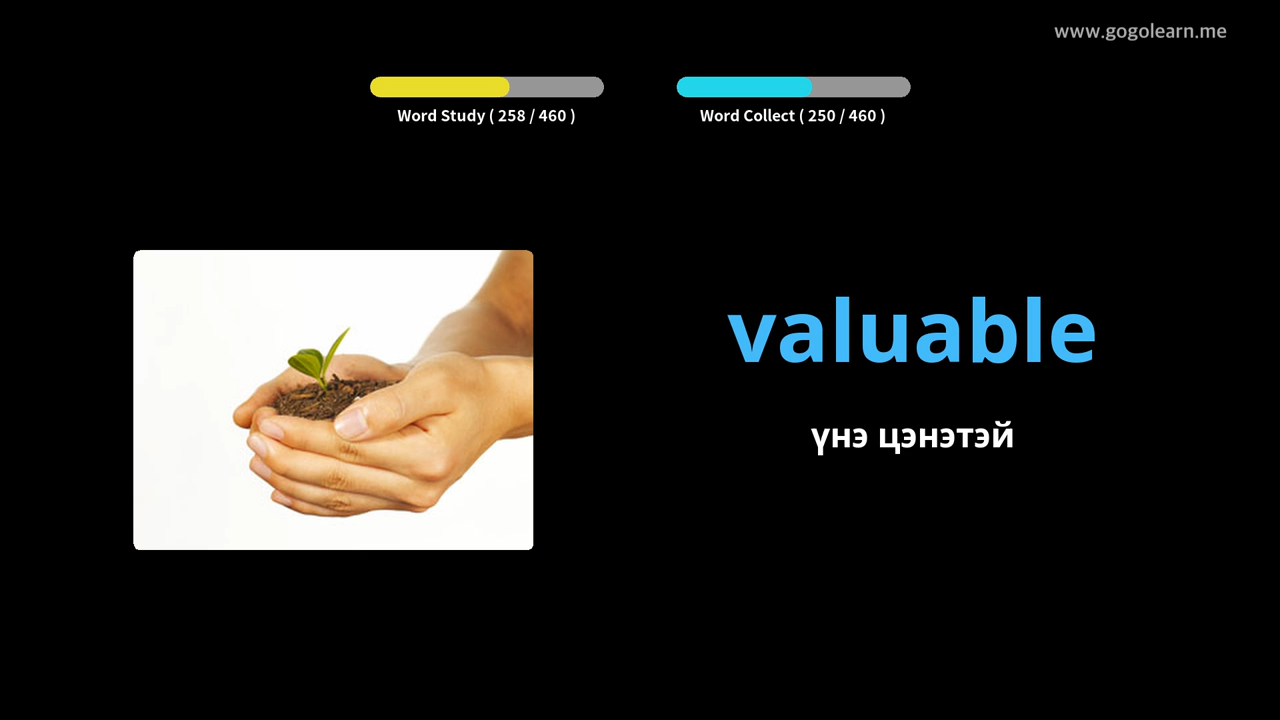 www.gogolearn.me
Word Study ( 258 / 460 )
Word Collect ( 250 / 460 )
valuable
үнэ цэнэтэй